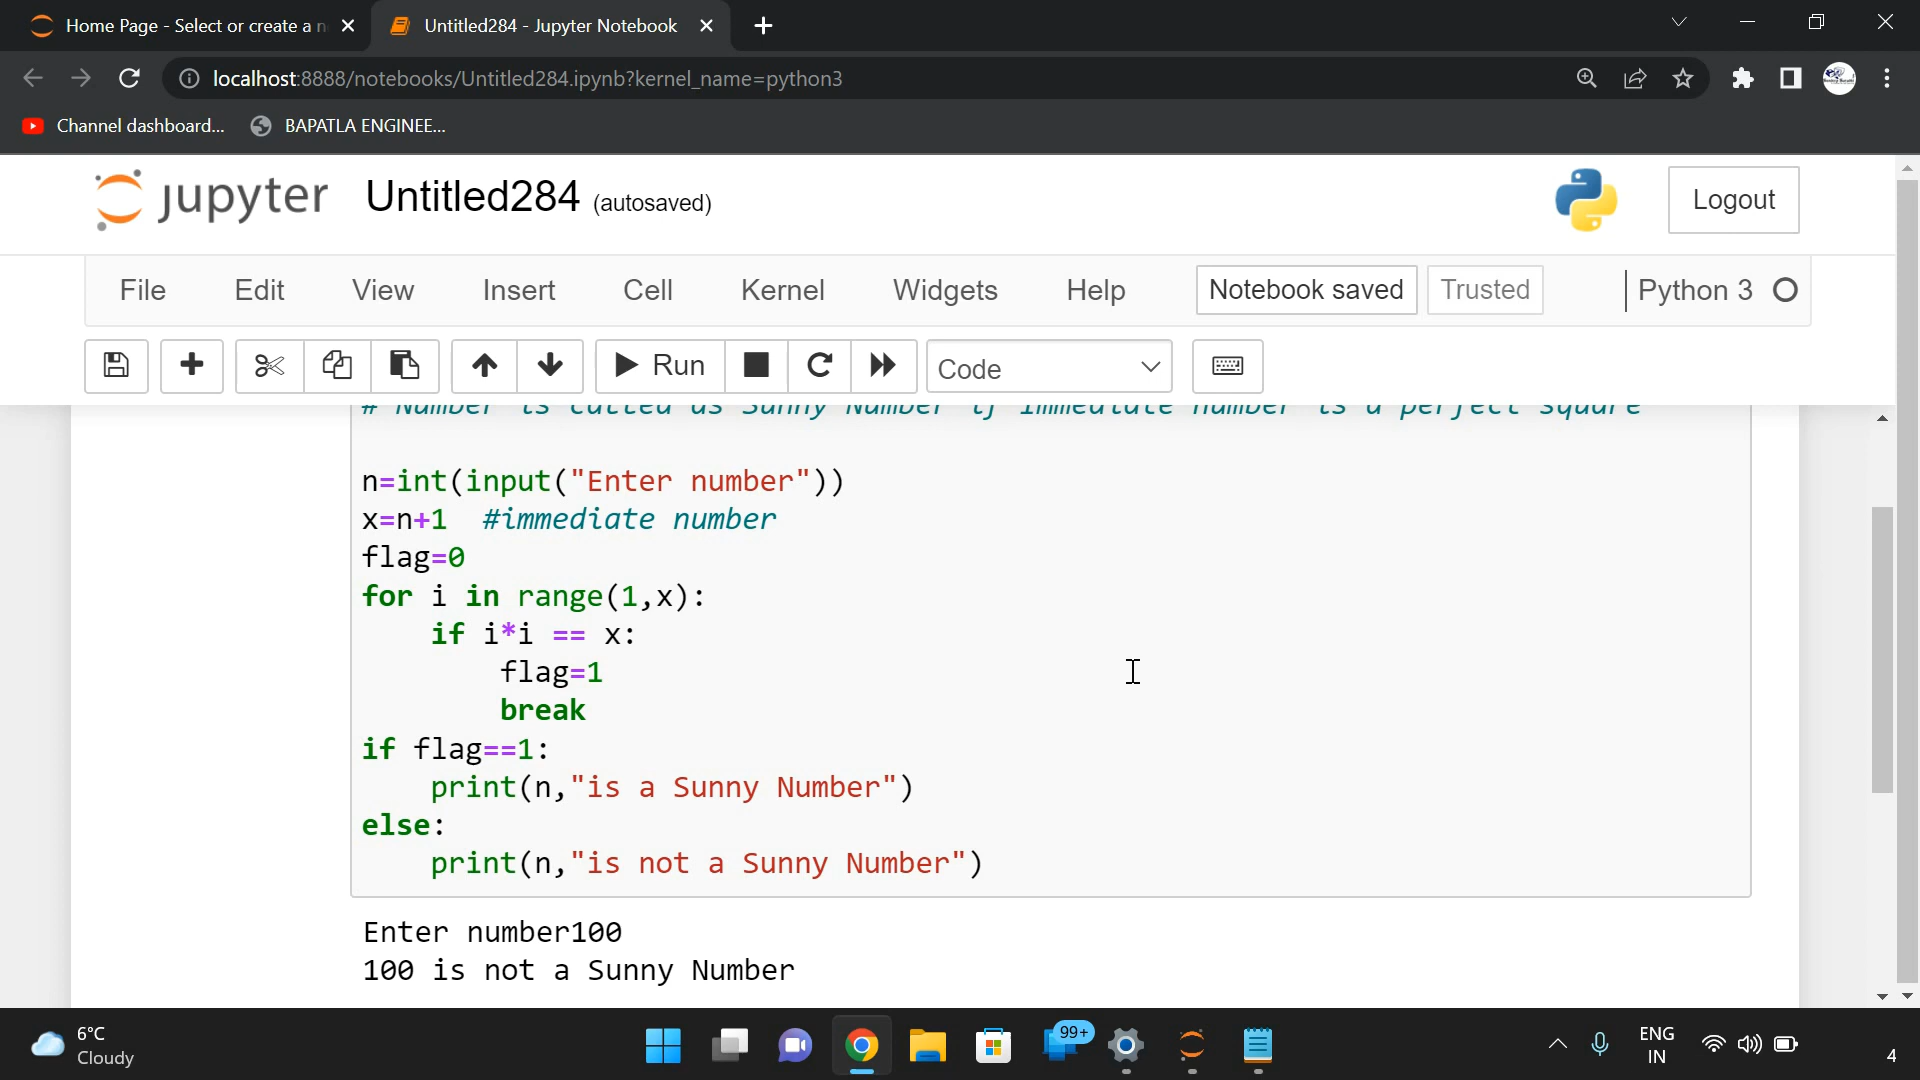 Home Page - Select or create a n
Untitled284 - Jupyter Notebook
localhost:8888/notebooks/Untitled284.ipynb?kernel_name=python3
Channel dashboard...
BAPATLA ENGINEE...
jupyter Untitled284 (autosaved)
Logout
File Edit View Insert Cell Kernel Widgets Help Notebook saved Trusted Python 3
Run Code
# Number is called as Sunny Number if immediate number is a perfect square
n=int(input("Enter number"))
x=n+1 #immediate number
flag=0
for i in range(1,x):
if i*i == x:
flag=1
break
if flag==1:
print(n,"is a Sunny Number")
else:
print(n,"is not a Sunny Number")
Enter number100
100 is not a Sunny Number
6°C
Cloudy
99+
ENG
IN
4